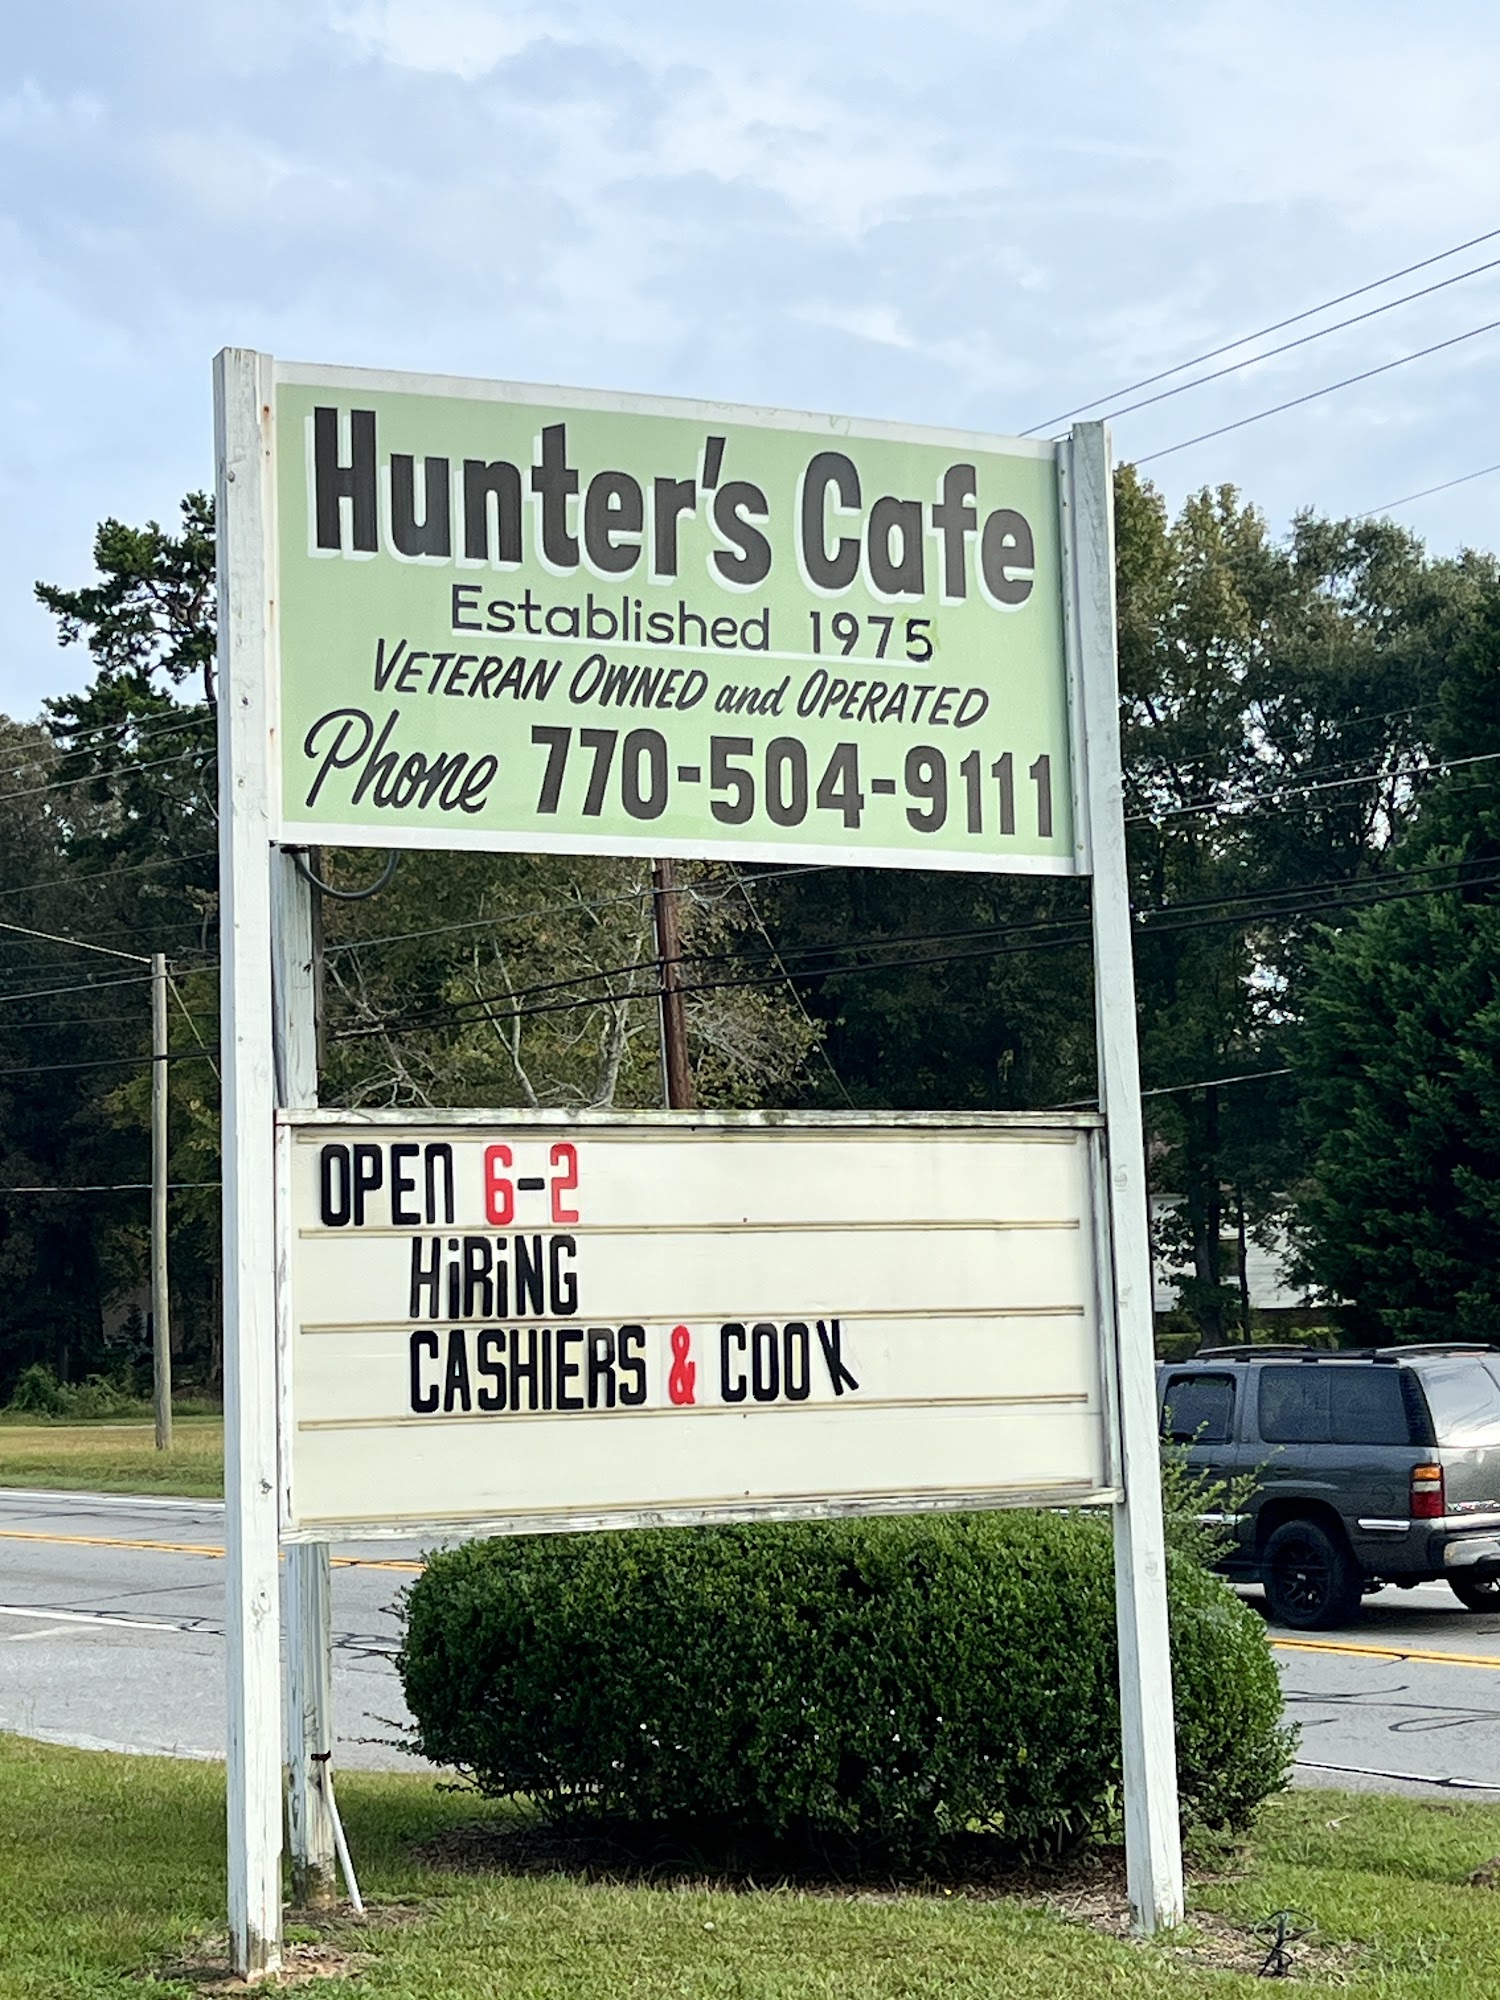 Hunter's Cafe
Established 1975
VETERAN OWNED and OPERATED
Phone 770-504-9111
OPEN 6-2
HiRiNG
CASHIERS & COOK